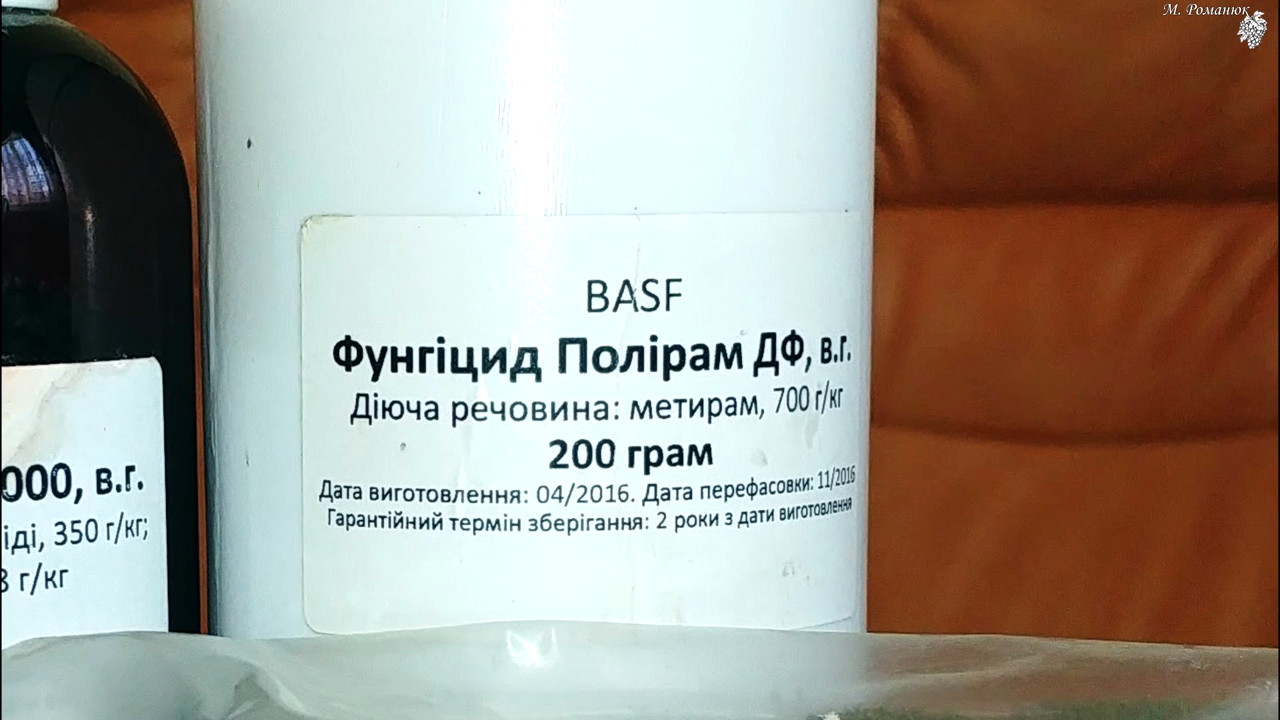 М. Романюк
BASF
Фунгіцид Полірам ДФ, в.г.
Діюча речовина: метирам, 700 г/кг
200 грам
Дата виготовлення: 04/2016. Дата перефасовки: 11/2016
Гарантійний термін зберігання: 2 роки з дати виготовлення
000, в.г.
іді, 350 г/кг;
8 г/кг